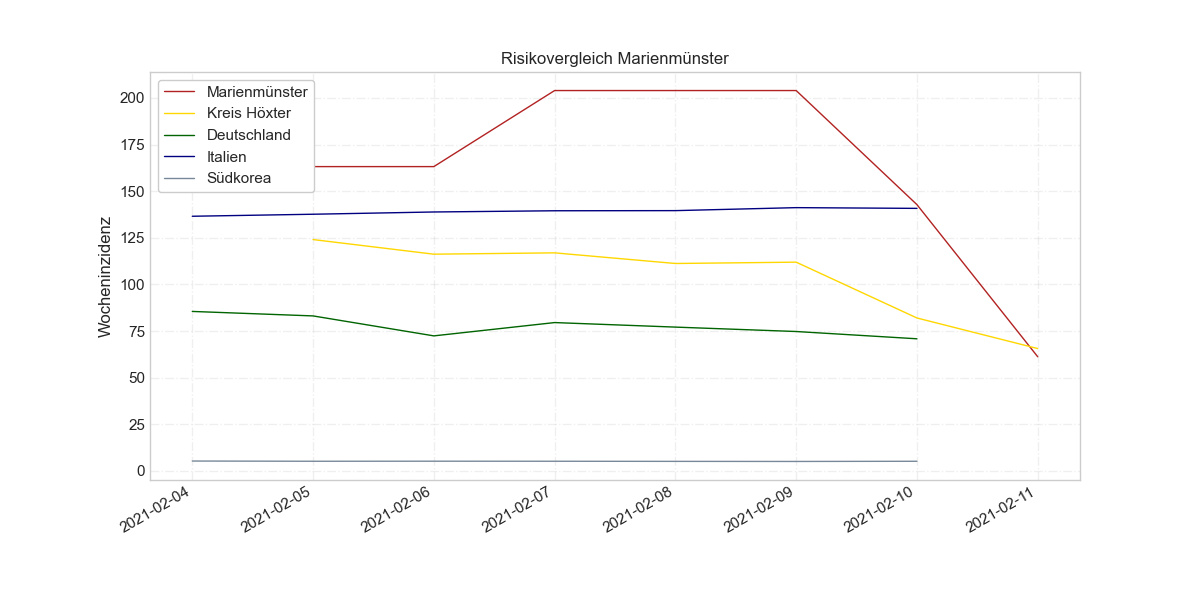 Risikovergleich Marienmünster
Marienmünster
Kreis Höxter
Deutschland
Italien
Südkorea
Wocheninzidenz
200
175
150
125
100
75
50
25
0
2021-02-04
2021-02-05
2021-02-06
2021-02-07
2021-02-08
2021-02-09
2021-02-10
2021-02-11